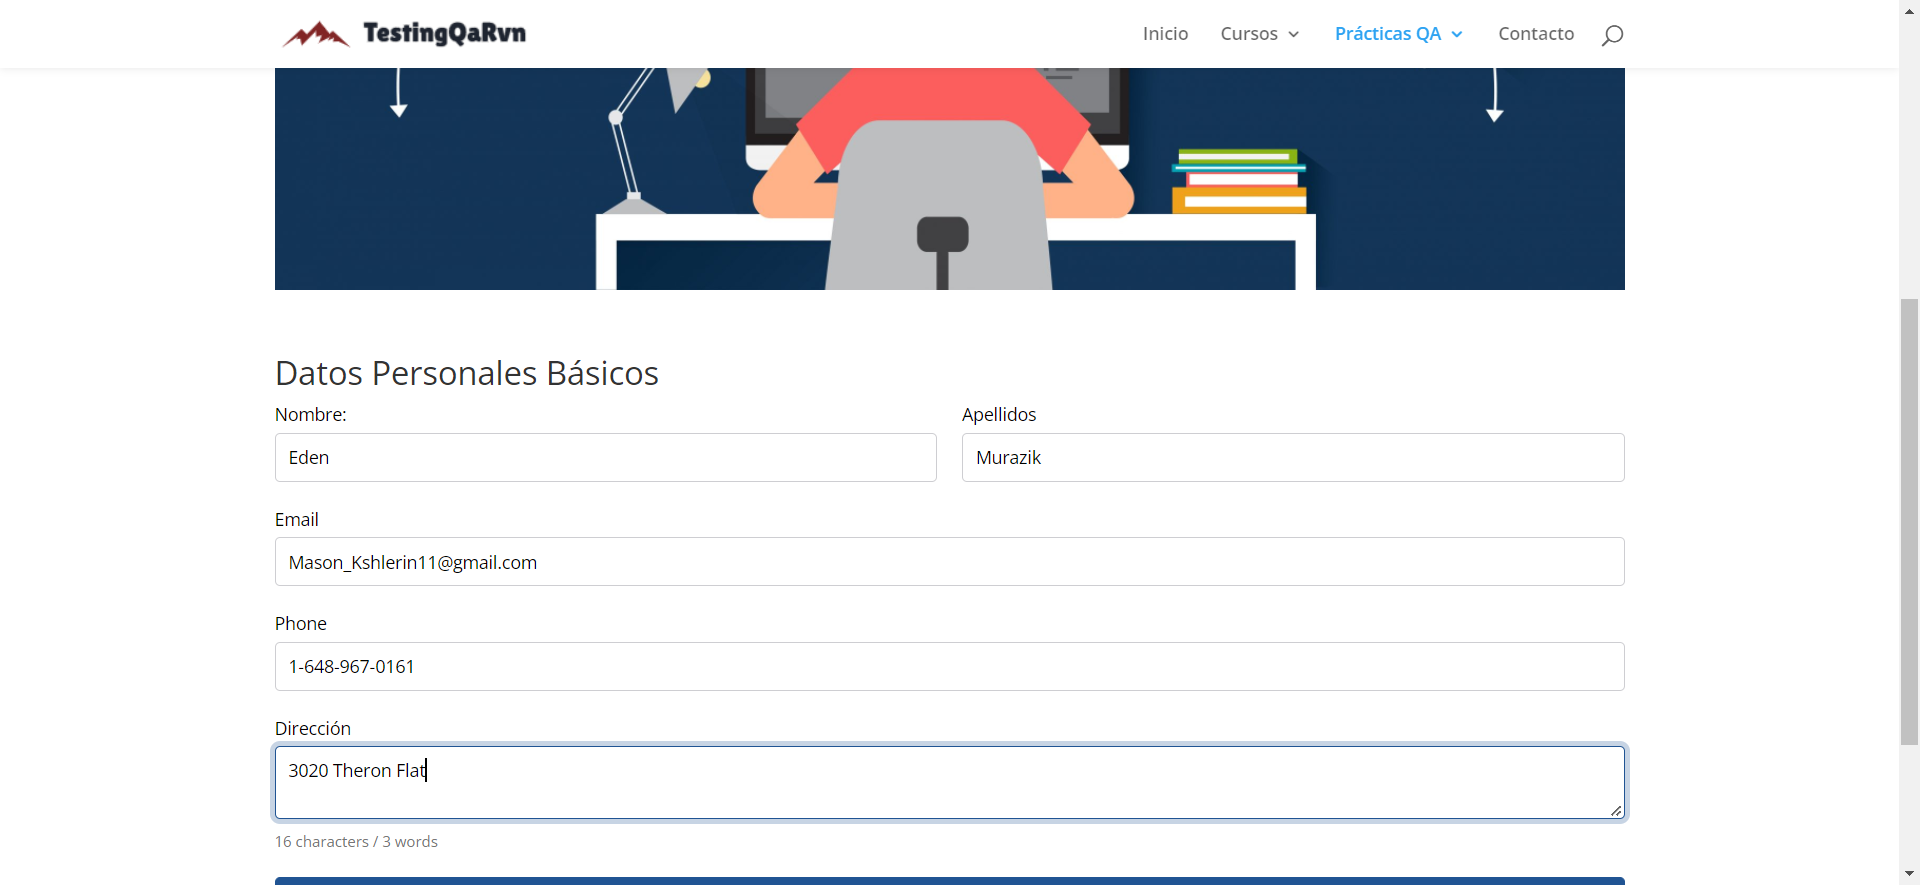 TestingQaRvn
Inicio Cursos Prácticas QA Contacto
Datos Personales Básicos
Nombre: Apellidos
Eden Murazik
Email
Mason_Kshlerin11@gmail.com
Phone
1-648-967-0161
Dirección
3020 Theron Flat
16 characters / 3 words